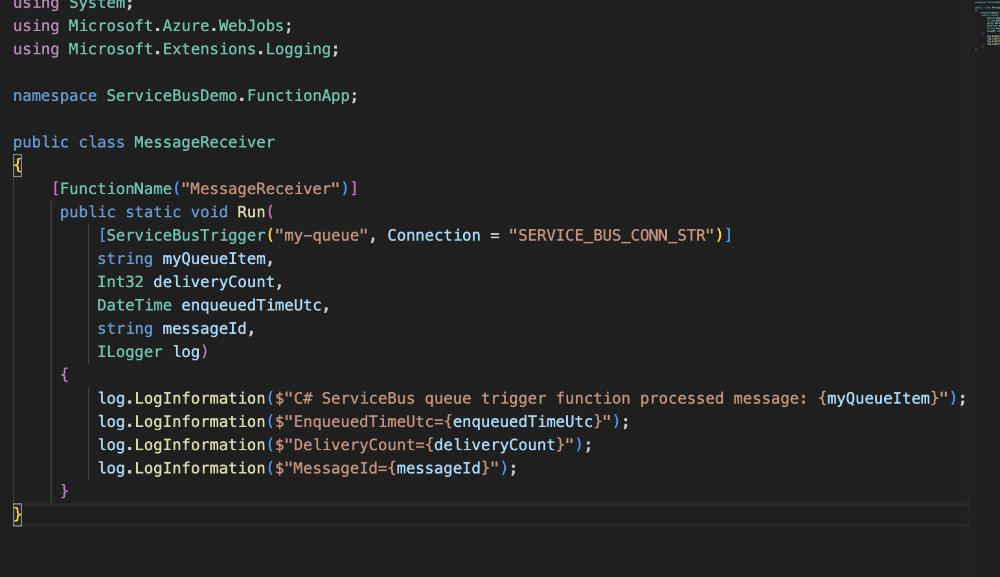 using System;
using Microsoft.Azure.WebJobs;
using Microsoft.Extensions.Logging;
namespace ServiceBusDemo.FunctionApp;
public class MessageReceiver
{
[FunctionName("MessageReceiver")]
public static void Run(
[ServiceBusTrigger("my-queue", Connection = "SERVICE_BUS_CONN_STR")]
string myQueueItem,
Int32 deliveryCount,
DateTime enqueuedTimeUtc,
string messageId,
ILogger log)
{
log.LogInformation($"C# ServiceBus queue trigger function processed message: {myQueueItem}");
log.LogInformation($"EnqueuedTimeUtc={enqueuedTimeUtc}");
log.LogInformation($"DeliveryCount={deliveryCount}");
log.LogInformation($"MessageId={messageId}");
}
}